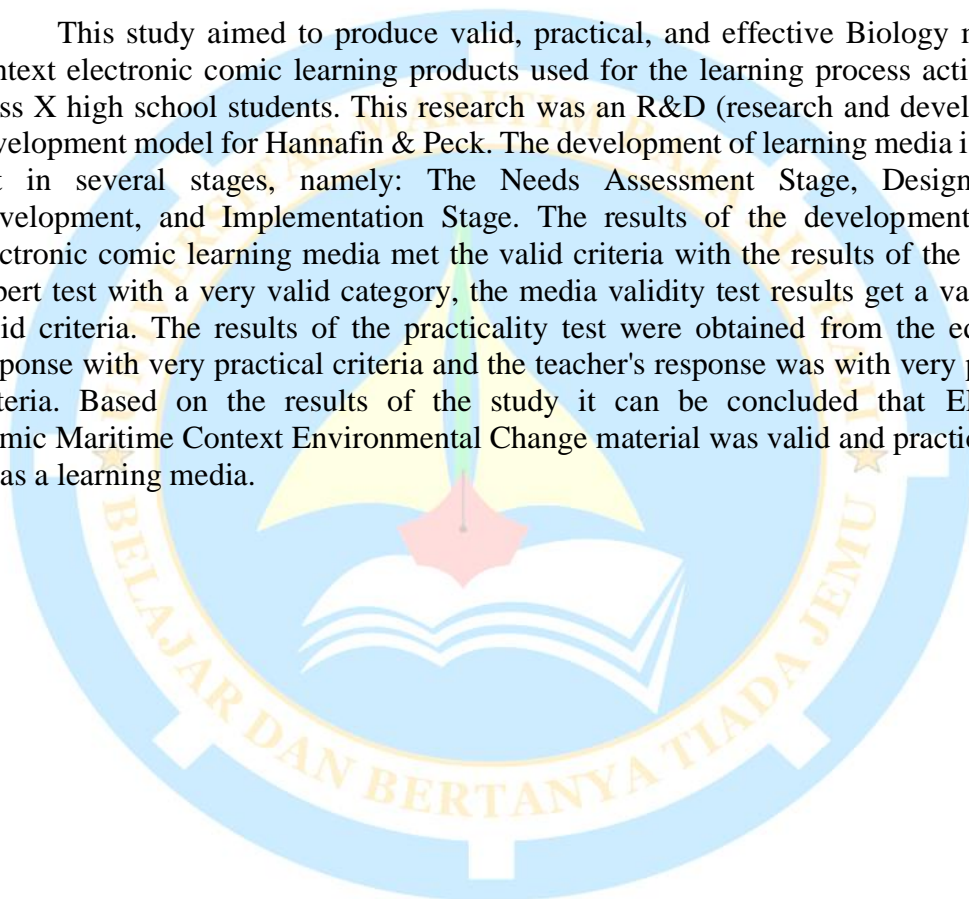 This study aimed to produce valid, practical, and effective Biology
ntext electronic comic learning products used for the learning process acti
ss X high school students. This research was an R&D (research and devel
velopment model for Hannafin & Peck. The development of learning media i
t in several stages, namely: The Needs Assessment Stage, Design
velopment, and Implementation Stage. The results of the development
ctronic comic learning media met the valid criteria with the results of the
pert test with a very valid category, the media validity test results get a va
id criteria. The results of the practicality test were obtained from the
ponse with very practical criteria and the teacher's response was with very p
teria. Based on the results of the study it can be concluded that
mic Maritime Context Environmental Change material was valid and practic
as a learning media.
UNIVERSITAS MARITIM RAJA ALI HAJI
BELAJAR DAN BERTANYA TIADA JEMU